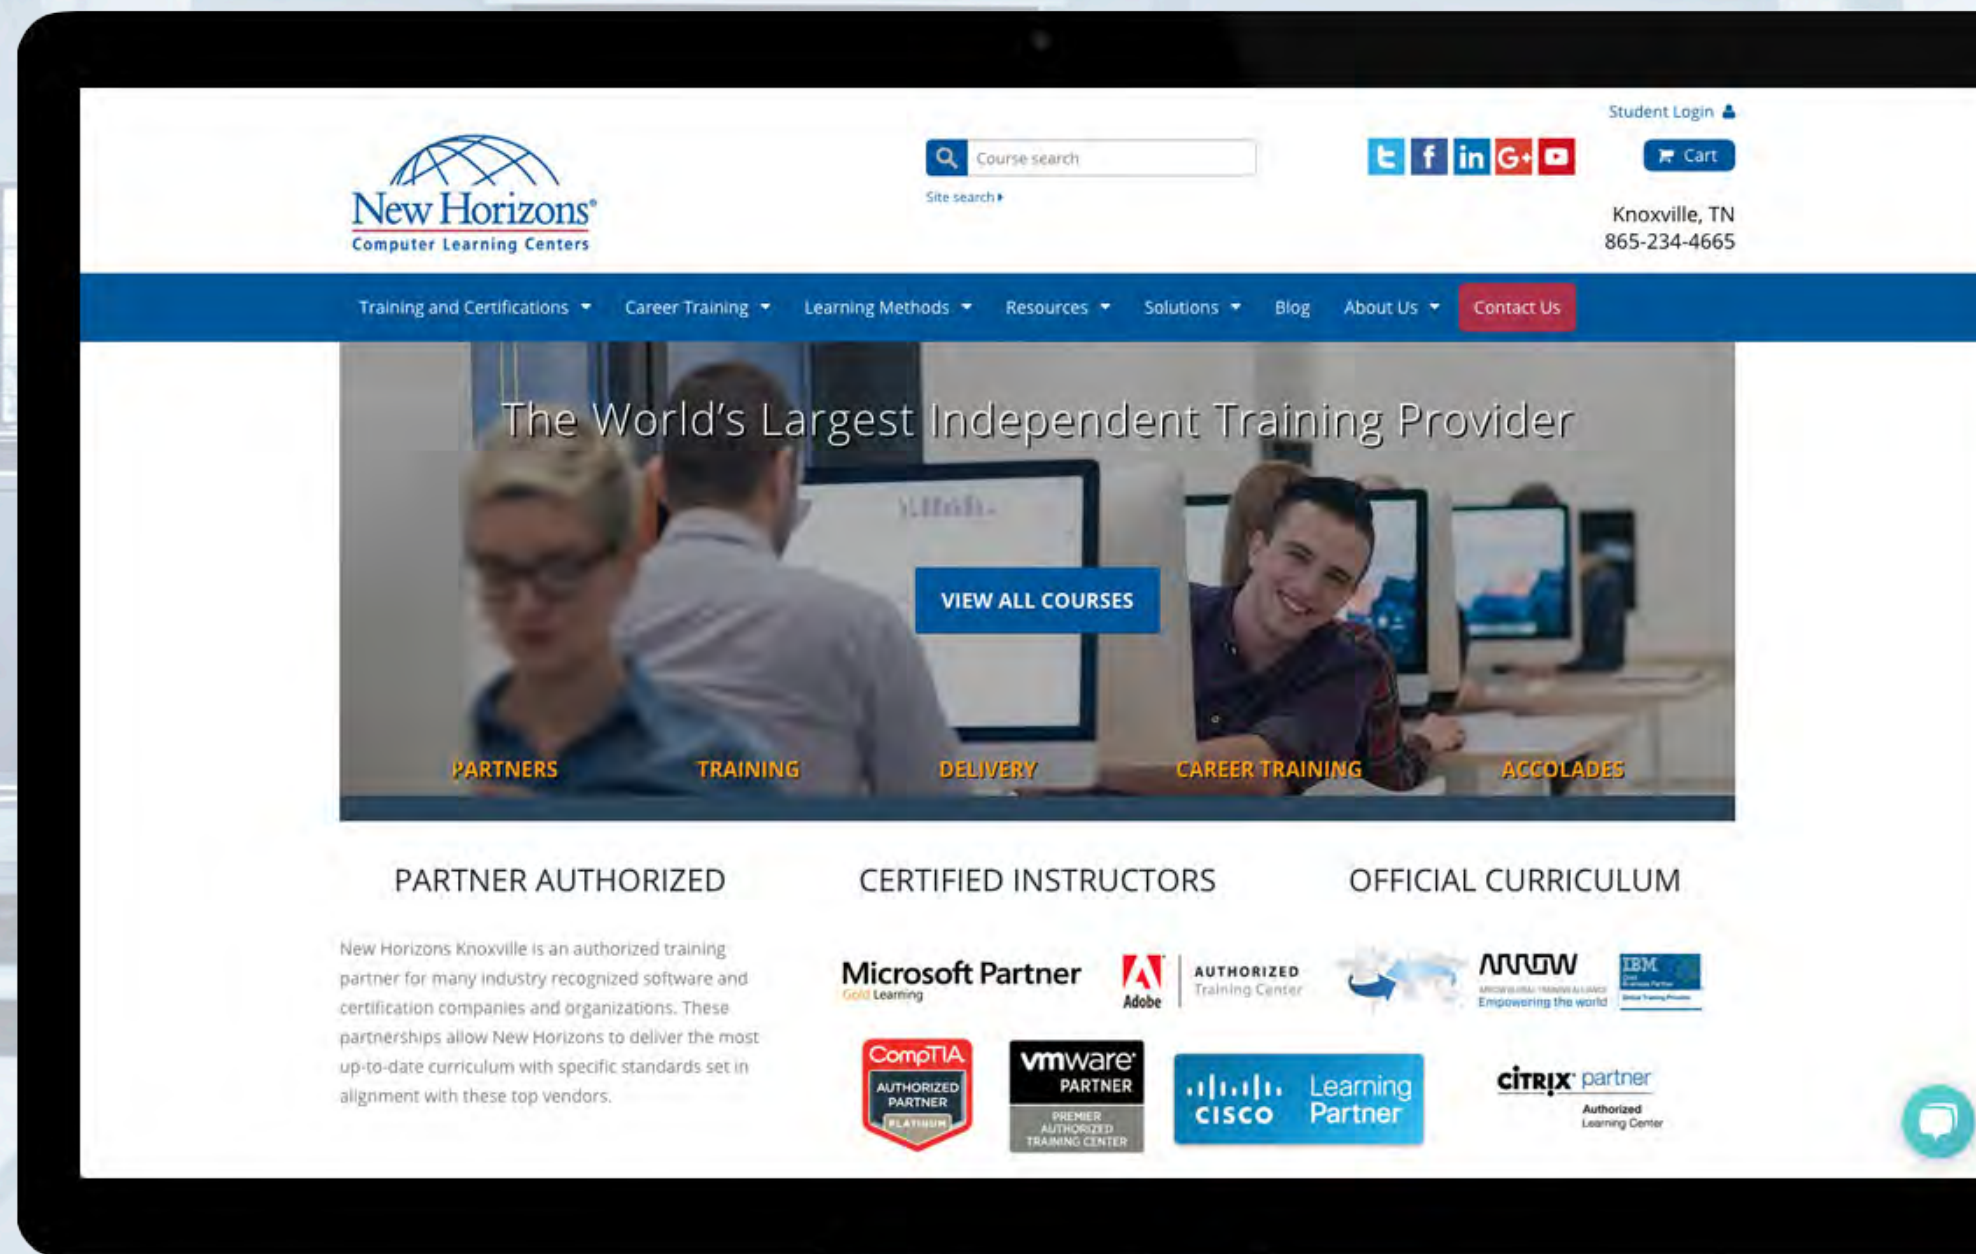 Student Login
New Horizons®
Computer Learning Centers
Course search
Site search
G+
Cart
Knoxville, TN
865-234-4665
Training and Certifications
Career Training
Learning Methods
Resources
Solutions
Blog
About Us
Contact Us
The World's Largest Independent Training Provider
VIEW ALL COURSES
PARTNERS
TRAINING
DELIVERY
CAREER TRAINING
ACCOLADES
PARTNER AUTHORIZED
New Horizons Knoxville is an authorized training
partner for many industry recognized software and
certification companies and organizations. These
partnerships allow New Horizons to deliver the most
up-to-date curriculum with specific standards set in
alignment with these top vendors.
CERTIFIED INSTRUCTORS
OFFICIAL CURRICULUM
Microsoft Partner
Gold Learning
Adobe
AUTHORIZED
Training Center
ARROW
Empowering the world
IBM
CompTIA
AUTHORIZED
PARTNER
PLATINUM
vmware®
PARTNER
PREMIER
AUTHORIZED
TRAINING CENTER
CISCO
Learning
Partner
CİTRIX® partner
Authorized
Learning Center